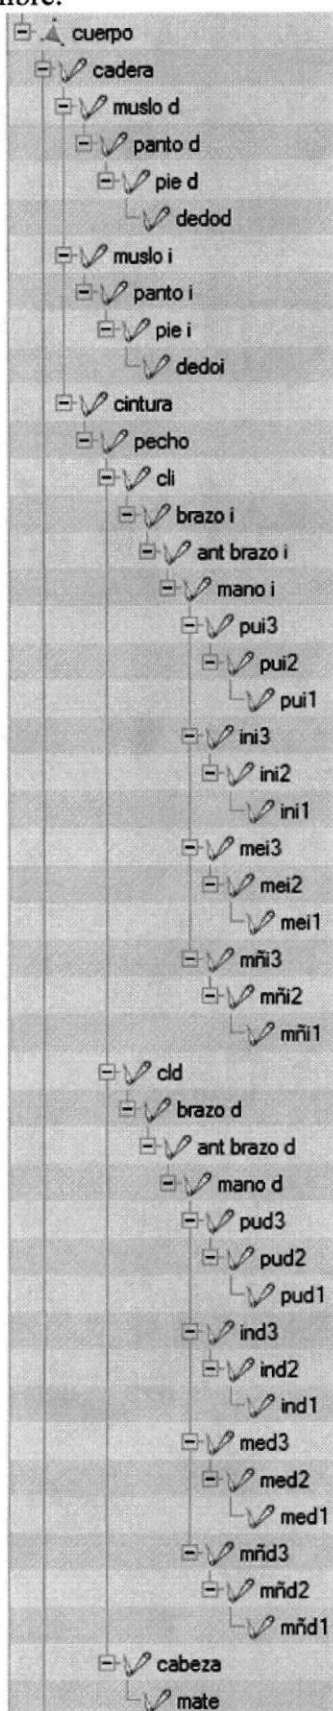 cuerpo
cadera
muslo d
panto d
pie d
dedod
muslo i
panto i
pie i
dedoi
cintura
pecho
cli
brazo i
ant brazo i
mano i
pui3
pui2
pui1
ini3
ini2
ini1
mei3
mei2
mei1
mñi3
mñi2
mñi1
cld
brazo d
ant brazo d
mano d
pud3
pud2
pud1
ind3
ind2
ind1
med3
med2
med1
mñd3
mñd2
mñd1
cabeza
mate